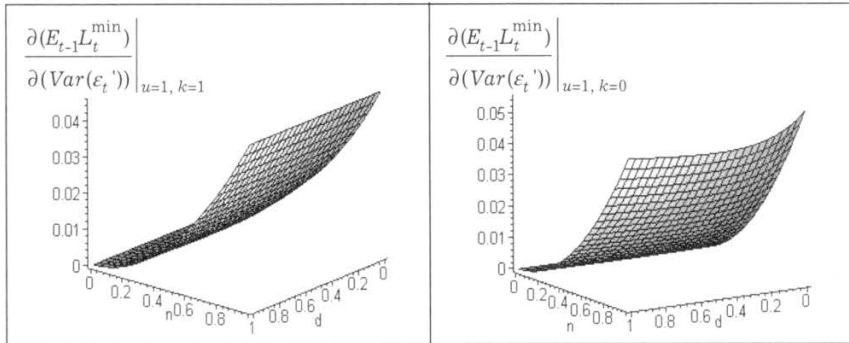 ∂(E_{t-1}L_t^{min})
∂(Var(ε_t')) |_{u=1, k=1}
0.04
0.03
0.02
0.01
0
0 0.2 0.4 0.6 0.8 1
n
0.8 0.6 0.4 0.2 0
d
∂(E_{t-1}L_t^{min})
∂(Var(ε_t')) |_{u=1, k=0}
0.05
0.04
0.03
0.02
0.01
0
0 0.2 0.4 0.6 0.8 1
n
0.8 0.6 0.4 0.2 0
d